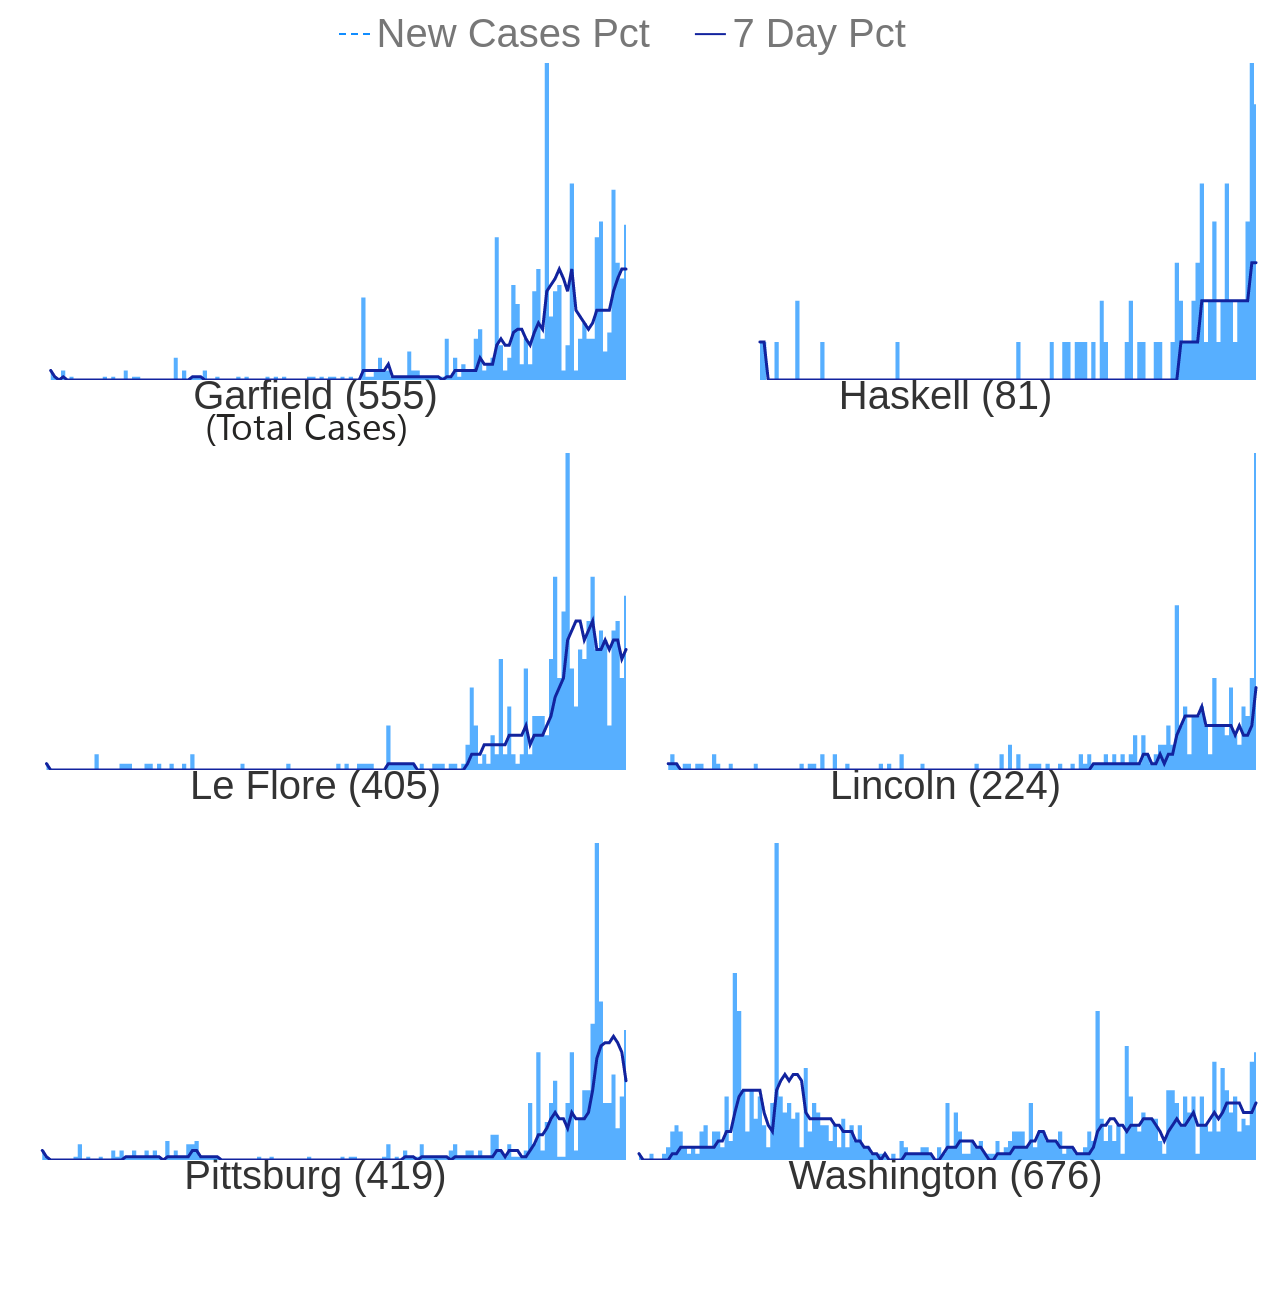 New Cases Pct 7 Day Pct
Garfield (555) Haskell (81)
(Total Cases)
Le Flore (405) Lincoln (224)
Pittsburg (419) Washington (676)